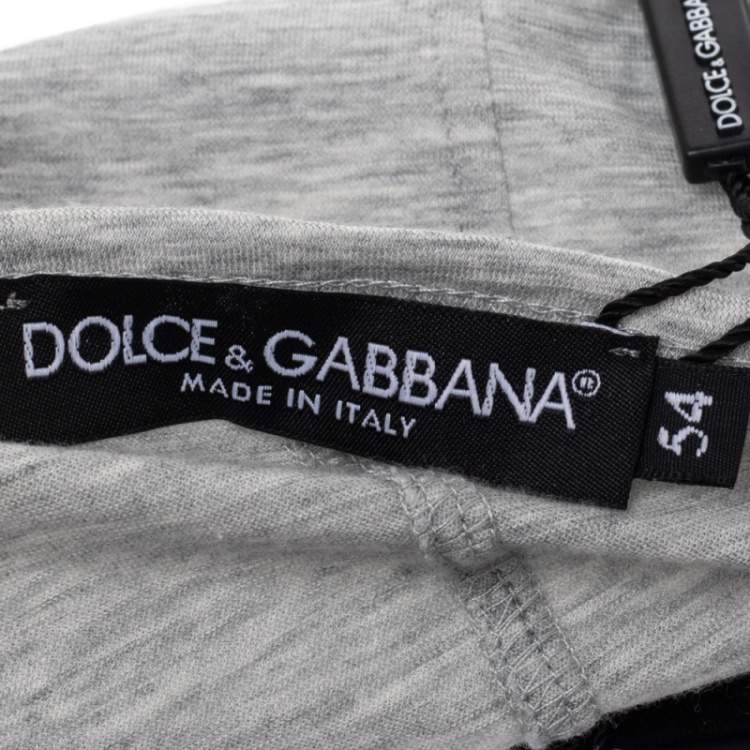 DOLCE & GABBANA
DOLCE & GABBANA®
MADE IN ITALY
54